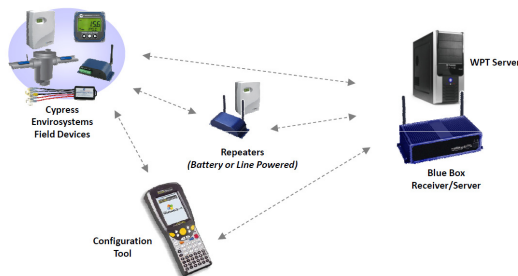 WPT Server
Cypress
Envirosystems
Field Devices
Repeaters
(Battery or Line Powered)
Blue Box
Receiver/Server
Configuration
Tool